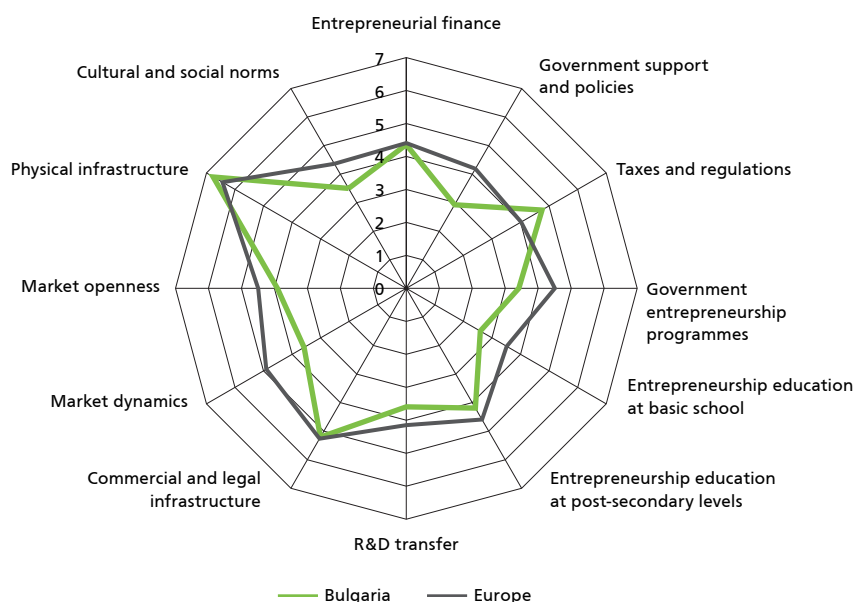 Entrepreneurial finance
Cultural and social norms
Government support
and policies
Physical infrastructure
Taxes and regulations
Market openness
Government
entrepreneurship
programmes
Market dynamics
Entrepreneurship education
at basic school
Commercial and legal
infrastructure
Entrepreneurship education
at post-secondary levels
R&D transfer
7
6
5
4
3
2
1
0
Bulgaria
Europe